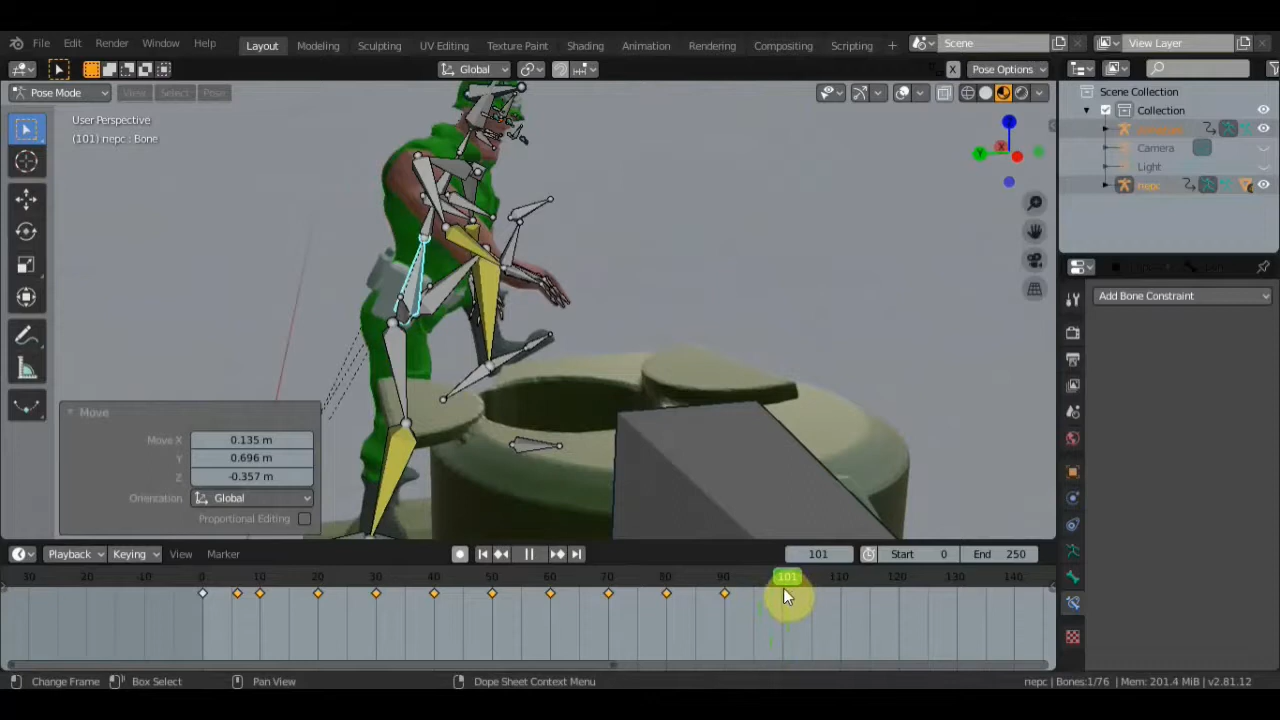 File Edit Render Window Help Layout Modeling Sculpting UV Editing Texture Paint Shading Animation Rendering Compositing Scripting + Scene View Layer
Global X Pose Options
Pose Mode View Select Pose
Scene Collection
User Perspective
(101) nepc : Bone
Collection
Camera
Light
nepc
Add Bone Constraint
Move
Move X 0.135 m
Y 0.696 m
Z -0.357 m
Orientation Global
Proportional Editing
Playback Keying View Marker 101 Start 0 End 250
30 20 -10 0 10 20 30 40 50 60 70 80 90 101 110 120 130 140
Change Frame Box Select Pan View Dope Sheet Context Menu nepc | Bones:1/76 | Mem: 201.4 MiB | v2.81.12